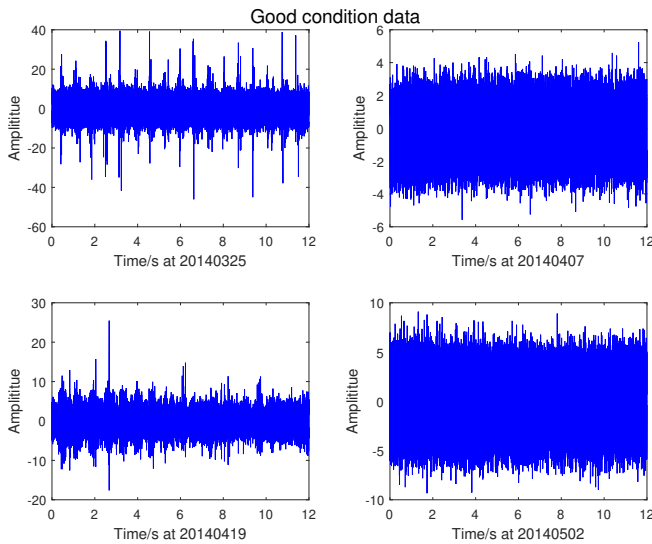 Good condition data
40
20
0
-20
-40
-60
Amplititue
0 2 4 6 8 10 12
Time/s at 20140325
6
4
2
0
-2
-4
-6
Amplititue
0 2 4 6 8 10 12
Time/s at 20140407
30
20
10
0
-10
-20
Amplititue
0 2 4 6 8 10 12
Time/s at 20140419
10
5
0
-5
-10
Amplititue
0 2 4 6 8 10 12
Time/s at 20140502